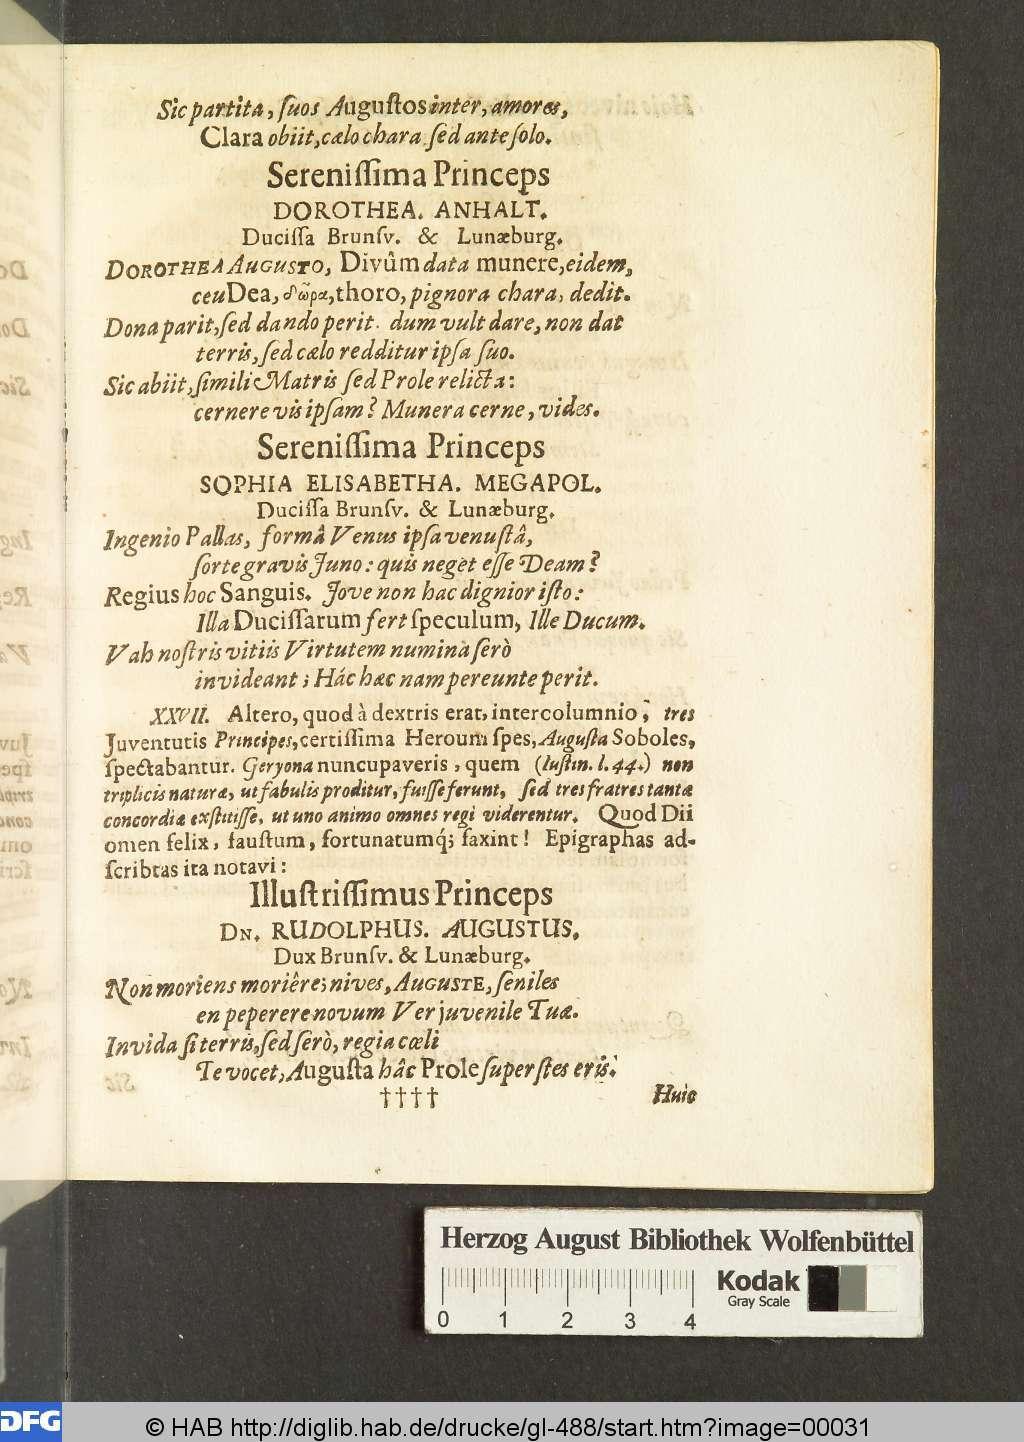 Sic partita, ſuos Auguſtos inter, amores,
Clara obiit, cælo chara ſed ante ſolo.
Sereniſſima Princeps
DOROTHEA. ANHALT.
Duciſſa Brunſv. & Lunæburg.
DOROTHEA AUGUSTO, Divûm data munere, eidem,
ceu Dea, δῶρα, thoro, pignora chara, dedit.
Dona parit, ſed dando perit. dum vult dare, non dat
terris, ſed cælo redditur ipſa ſuo.
Sic abiit, ſimili Matris ſed Prole relicta:
cernere vis ipſam? Munera cerne, vides.
Sereniſſima Princeps
SOPHIA ELISABETHA. MEGAPOL.
Duciſſa Brunſv. & Lunæburg.
Ingenio Pallas, formâ Venus ipſa venuſtâ,
ſorte gravis Juno: quis neget eſſe Deam?
Regius hoc Sanguis. Jove non hac dignior iſto:
Illa Duciſſarum fert ſpeculum, Ille Ducum.
Vah noſtris vitiis Virtutem numina ſerò
invideant; Hác hæc nam pereunte perit.
XXVII. Altero, quod à dextris erat, intercolumnio, tres
Juventutis Principes, certiſſima Heroum ſpes, Auguſta Soboles,
ſpectabantur. Geryona nuncupaveris, quem (Iuſtin. l. 44.) non
triplicis naturæ, ut fabulis proditur, fuiſſe ferunt, ſed tres fratres tantæ
concordiæ exſtitiſſe, ut uno animo omnes regi viderentur. Quod Dii
omen felix, fauſtum, fortunatumq́; faxint! Epigraphas ad-
ſcribtas ita notavi:
Illuſtriſſimus Princeps
DN. RUDOLPHUS. AUGUSTUS.
Dux Brunſv. & Lunæburg.
Non moriens moriêre; nives, AUGUSTE, ſeniles
en peperere novum Ver juvenile Tuæ.
Invida ſi terris, ſed ſerò, regia cœli
Te vocet, Auguſta hâc Prole ſuperſtes eris.
†††† Huic
Herzog August Bibliothek Wolfenbüttel
Kodak
Gray Scale
0 1 2 3 4
DFG © HAB http://diglib.hab.de/drucke/gl-488/start.htm?image=00031